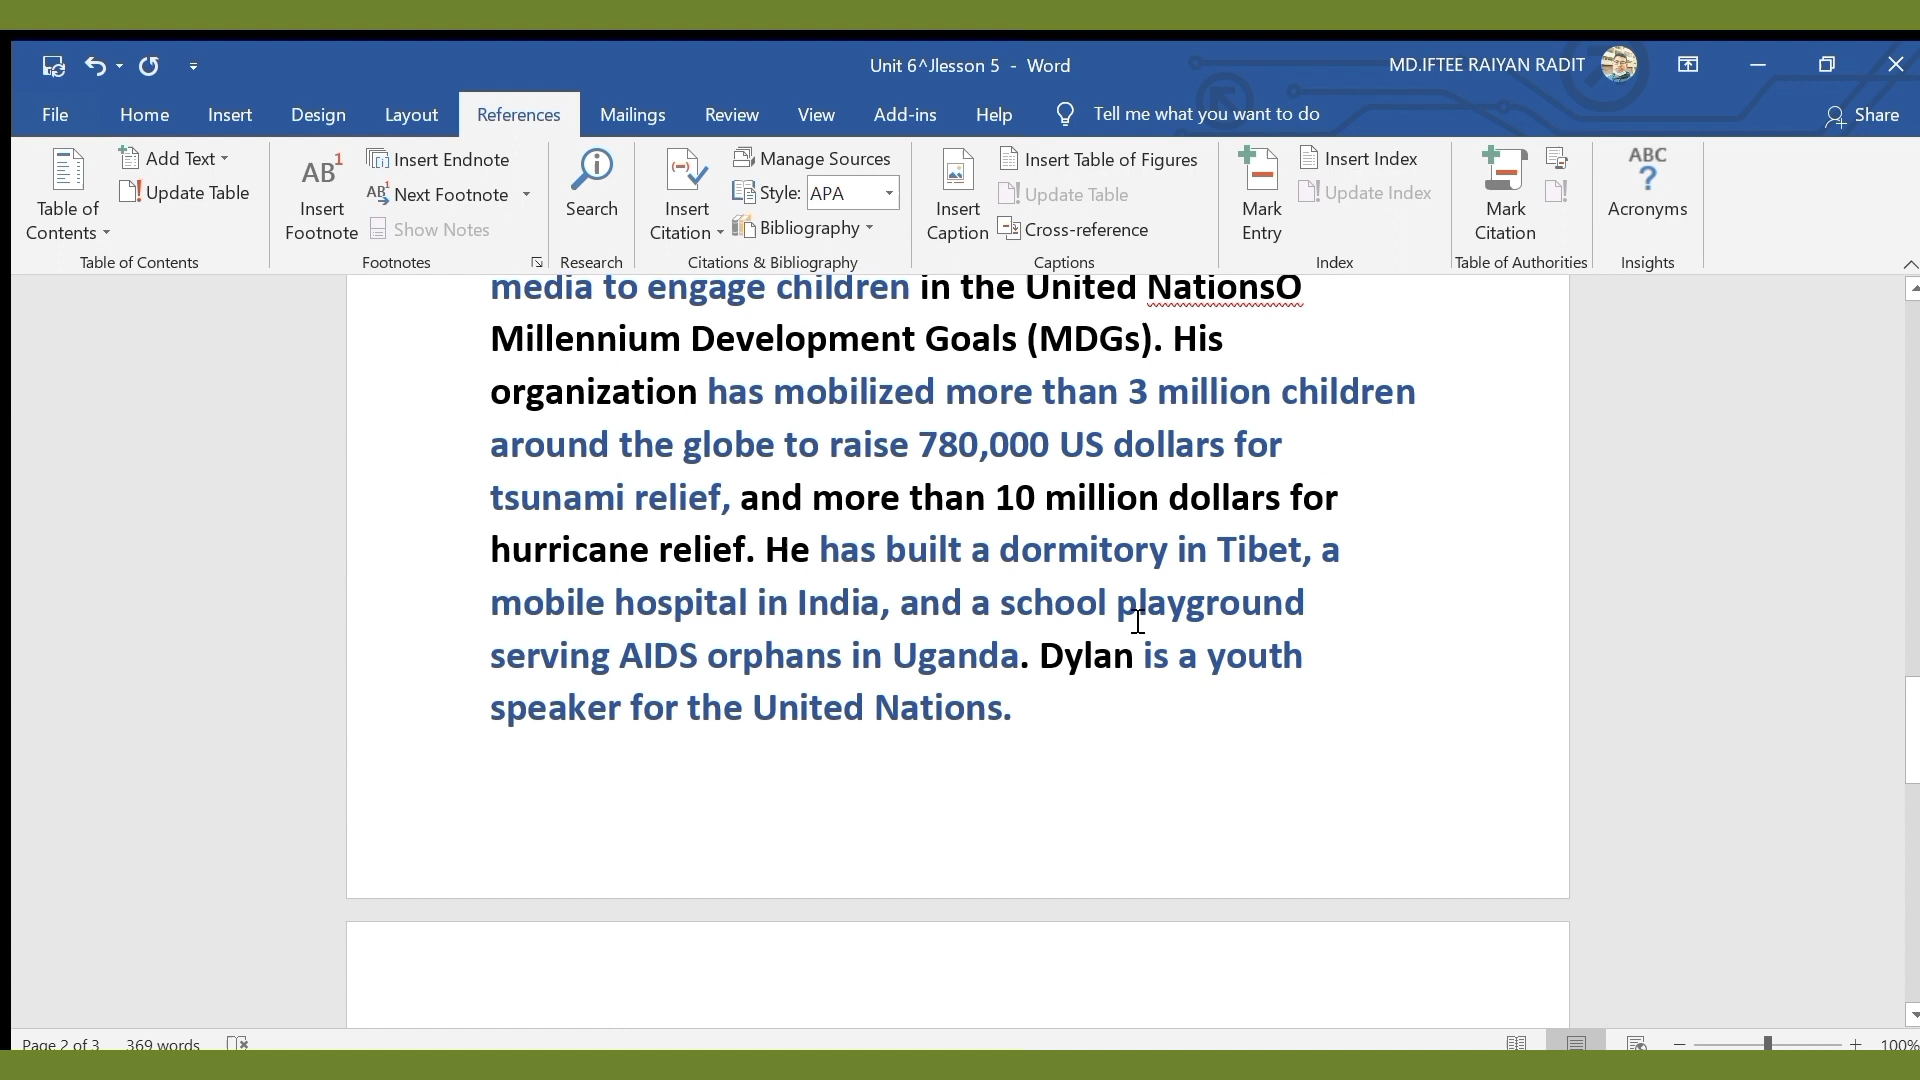 Unit 6^Jlesson 5 - Word
MD.IFTEE RAIYAN RADIT
File Home Insert Design Layout References Mailings Review View Add-ins Help Tell me what you want to do Share
Table of Contents
Add Text
Update Table
Table of Contents
AB1
Insert Footnote
Insert Endnote
AB1 Next Footnote
Show Notes
Footnotes
Search
Research
Insert Citation
Manage Sources
Style: APA
Bibliography
Citations & Bibliography
Insert Caption
Insert Table of Figures
Update Table
Cross-reference
Captions
Mark Entry
Insert Index
Update Index
Index
Mark Citation
Table of Authorities
ABC
?
Acronyms
Insights
media to engage children in the United NationsO
Millennium Development Goals (MDGs). His
organization has mobilized more than 3 million children
around the globe to raise 780,000 US dollars for
tsunami relief, and more than 10 million dollars for
hurricane relief. He has built a dormitory in Tibet, a
mobile hospital in India, and a school playground
serving AIDS orphans in Uganda. Dylan is a youth
speaker for the United Nations.
Page 2 of 3 369 words 100%